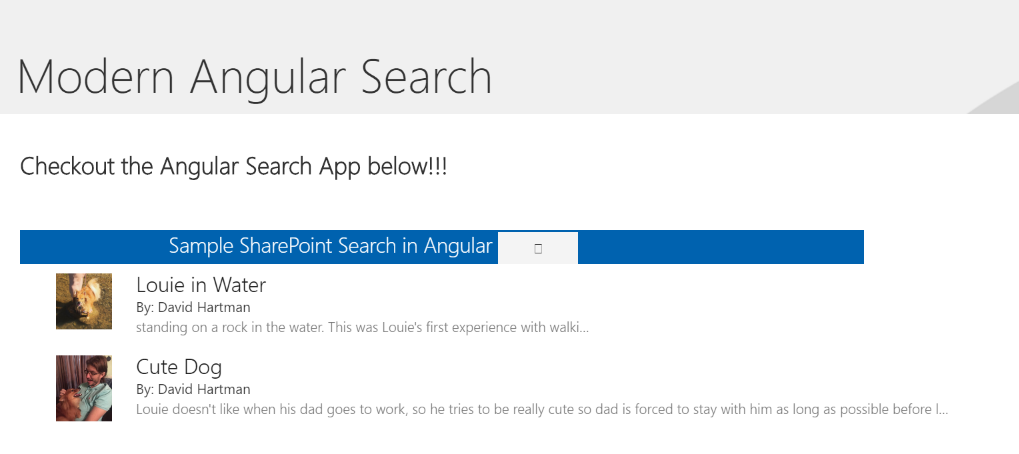 Modern Angular Search
Checkout the Angular Search App below!!!
Sample SharePoint Search in Angular
Louie in Water
By: David Hartman
standing on a rock in the water. This was Louie's first experience with walki...
Cute Dog
By: David Hartman
Louie doesn't like when his dad goes to work, so he tries to be really cute so dad is forced to stay with him as long as possible before l...